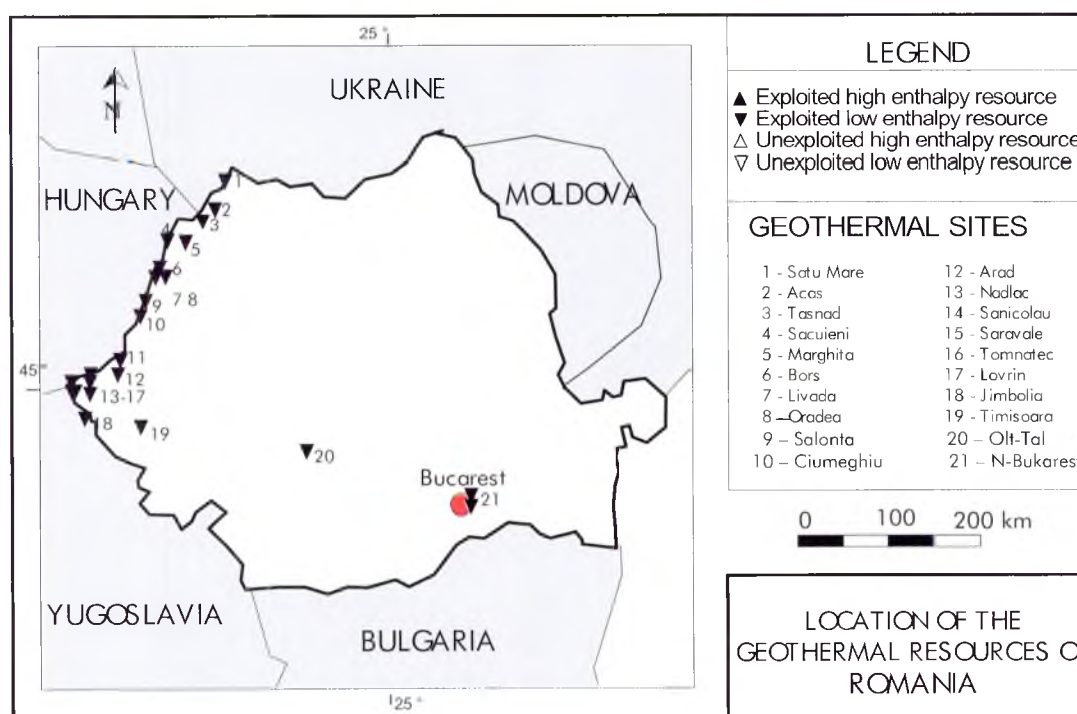 25°
UKRAINE
N
HUNGARY
MOLDOVA
1
2
3
4
5
6
7 8
9
10
11
45°
12
13-17
18
19
20
Bucarest
21
YUGOSLAVIA
BULGARIA
25°
LEGEND
▲ Exploited high enthalpy resource
▼ Exploited low enthalpy resource
△ Unexploited high enthalpy resource
▽ Unexploited low enthalpy resource
GEOTHERMAL SITES
1 - Satu Mare
2 - Acas
3 - Tasnad
4 - Sacuieni
5 - Marghita
6 - Bors
7 - Livada
8 - Oradea
9 - Salonta
10 - Ciumeghiu
12 - Arad
13 - Nadlac
14 - Sanicolau
15 - Saravale
16 - Tomnatec
17 - Lovrin
18 - Jimbolia
19 - Timisoara
20 - Olt-Tal
21 - N-Bukarest
0 100 200 km
LOCATION OF THE
GEOTHERMAL RESOURCES O
ROMANIA